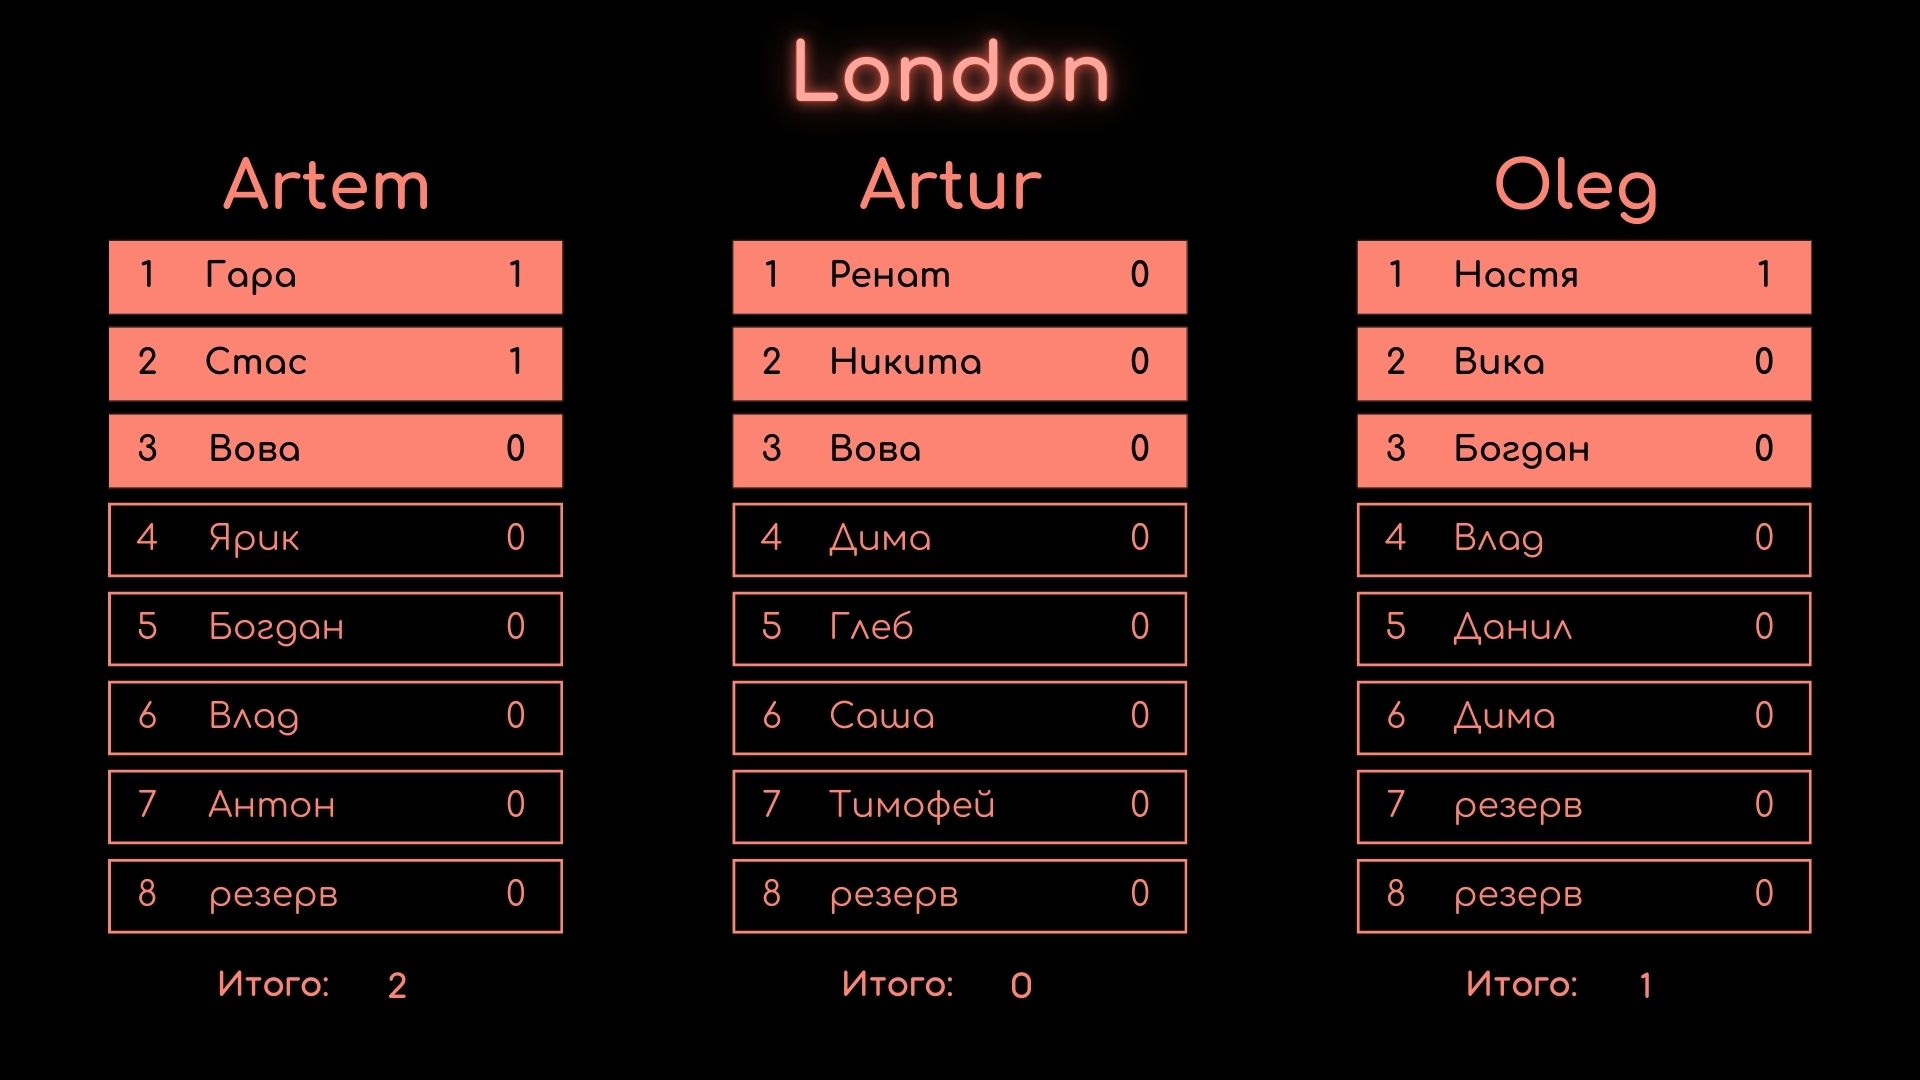 London
Artem
1 Гара 1
2 Стас 1
3 Вова 0
4 Ярик 0
5 Богдан 0
6 Влад 0
7 Антон 0
8 резерв 0
Итого: 2
Artur
1 Ренат 0
2 Никита 0
3 Вова 0
4 Дима 0
5 Глеб 0
6 Саша 0
7 Тимофей 0
8 резерв 0
Итого: 0
Oleg
1 Настя 1
2 Вика 0
3 Богдан 0
4 Влад 0
5 Данил 0
6 Дима 0
7 резерв 0
8 резерв 0
Итого: 1